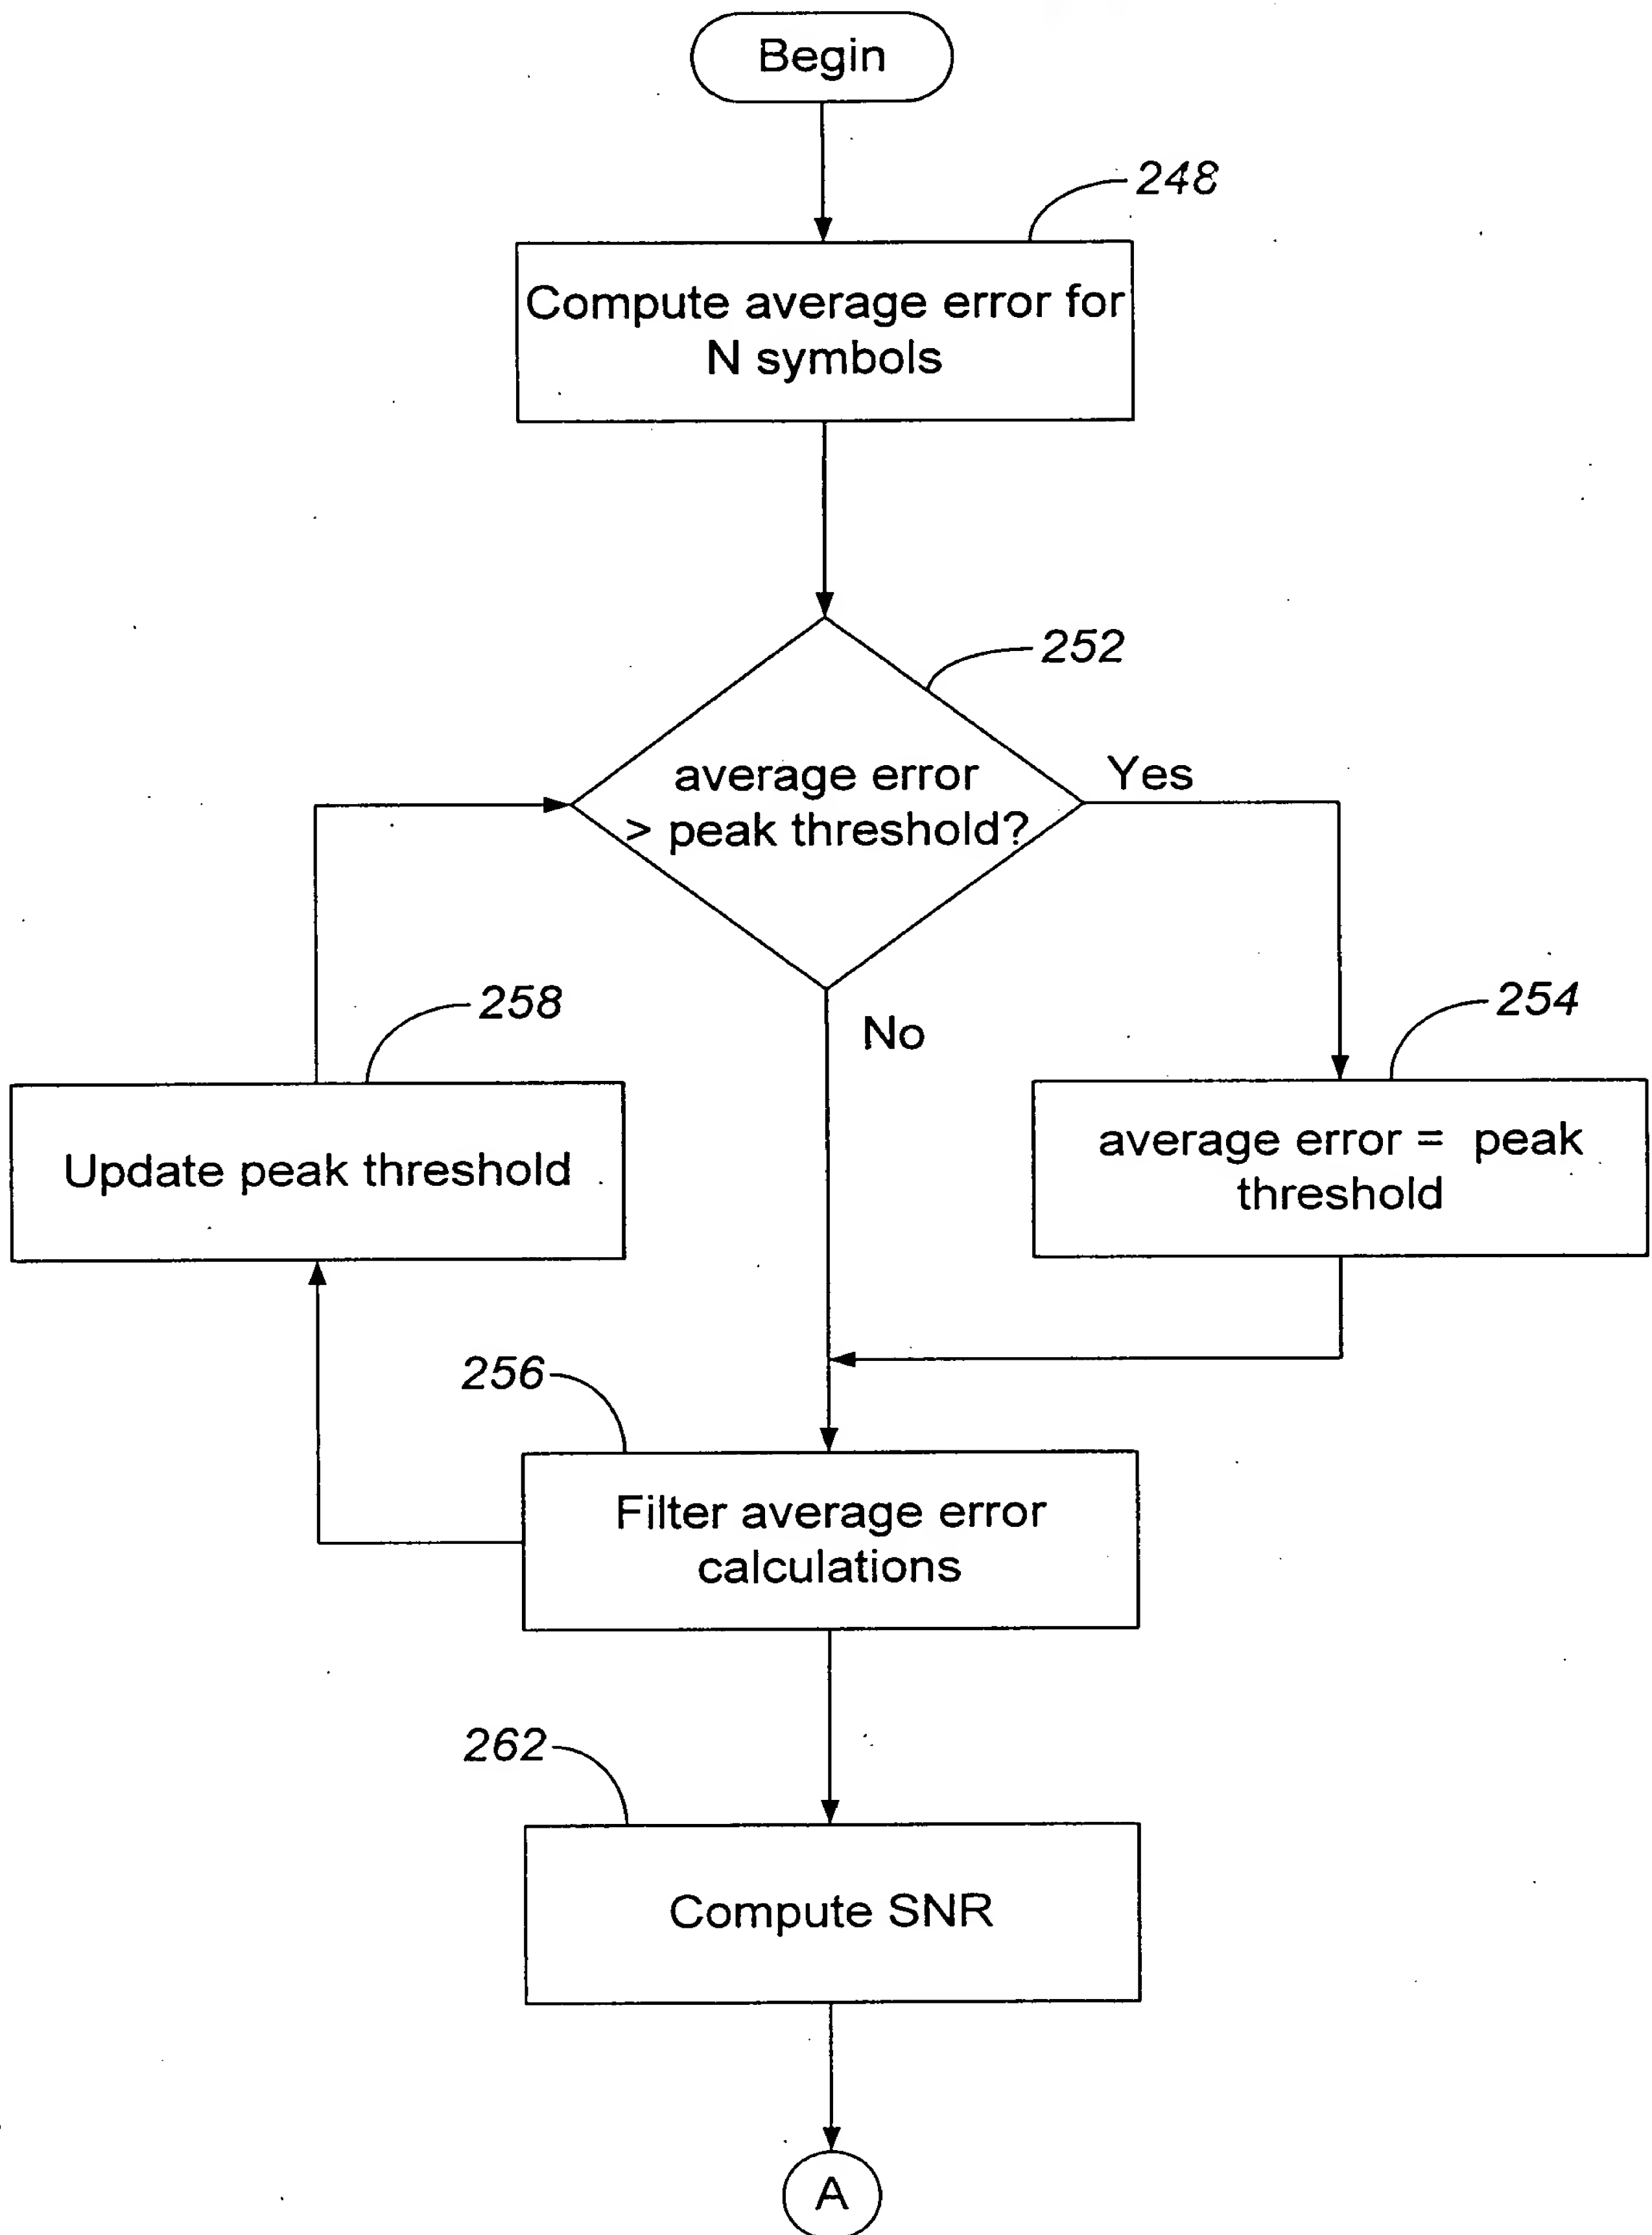 Begin
248
Compute average error for
N symbols
252
average error
> peak threshold?
Yes
No
258
Update peak threshold
254
average error = peak
threshold
256
Filter average error
calculations
262
Compute SNR
A